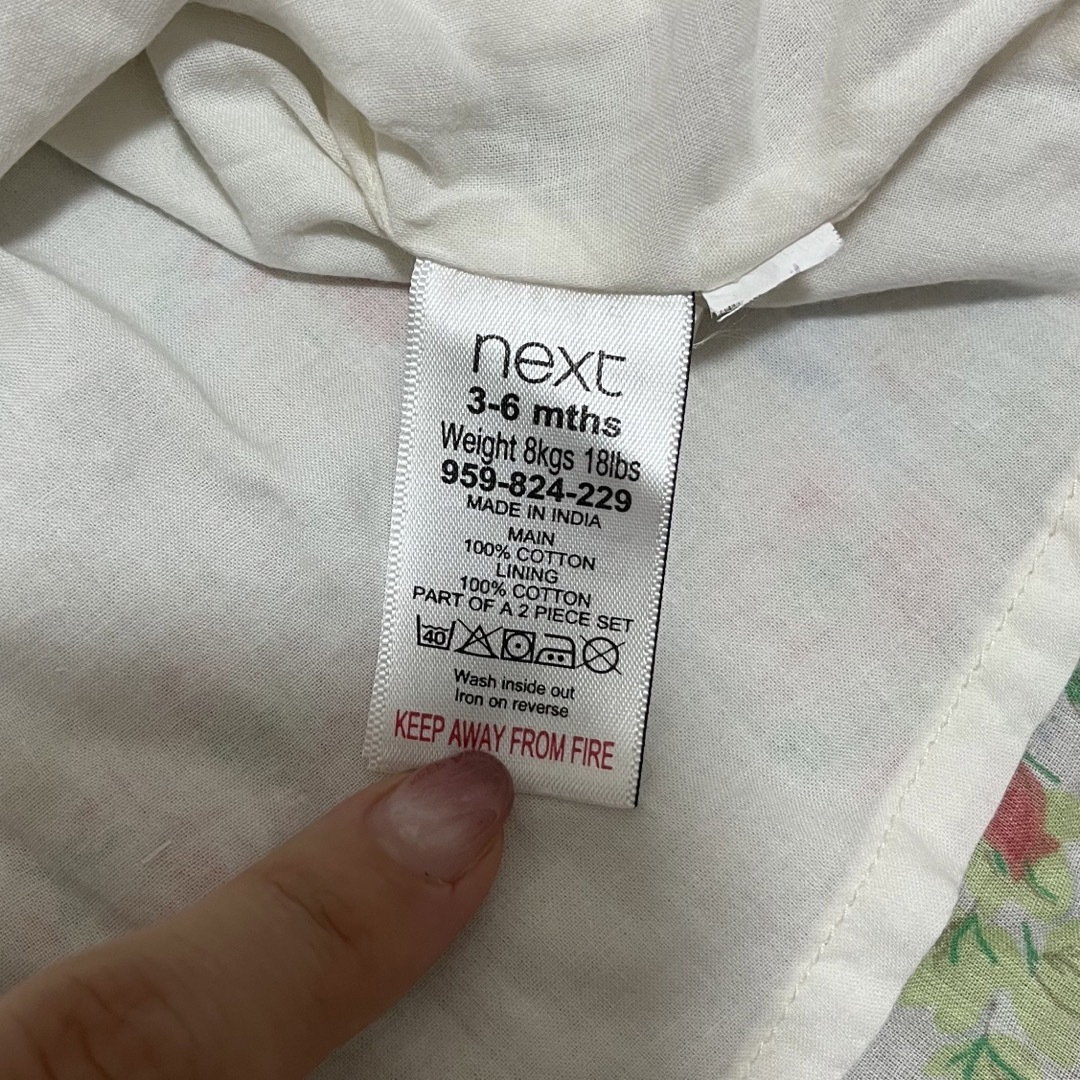 next
3-6 mths
Weight 8kgs 18lbs
959-824-229
MADE IN INDIA
MAIN
100% COTTON
LINING
100% COTTON
PART OF A 2 PIECE SET
40
Wash inside out
Iron on reverse
KEEP AWAY FROM FIRE